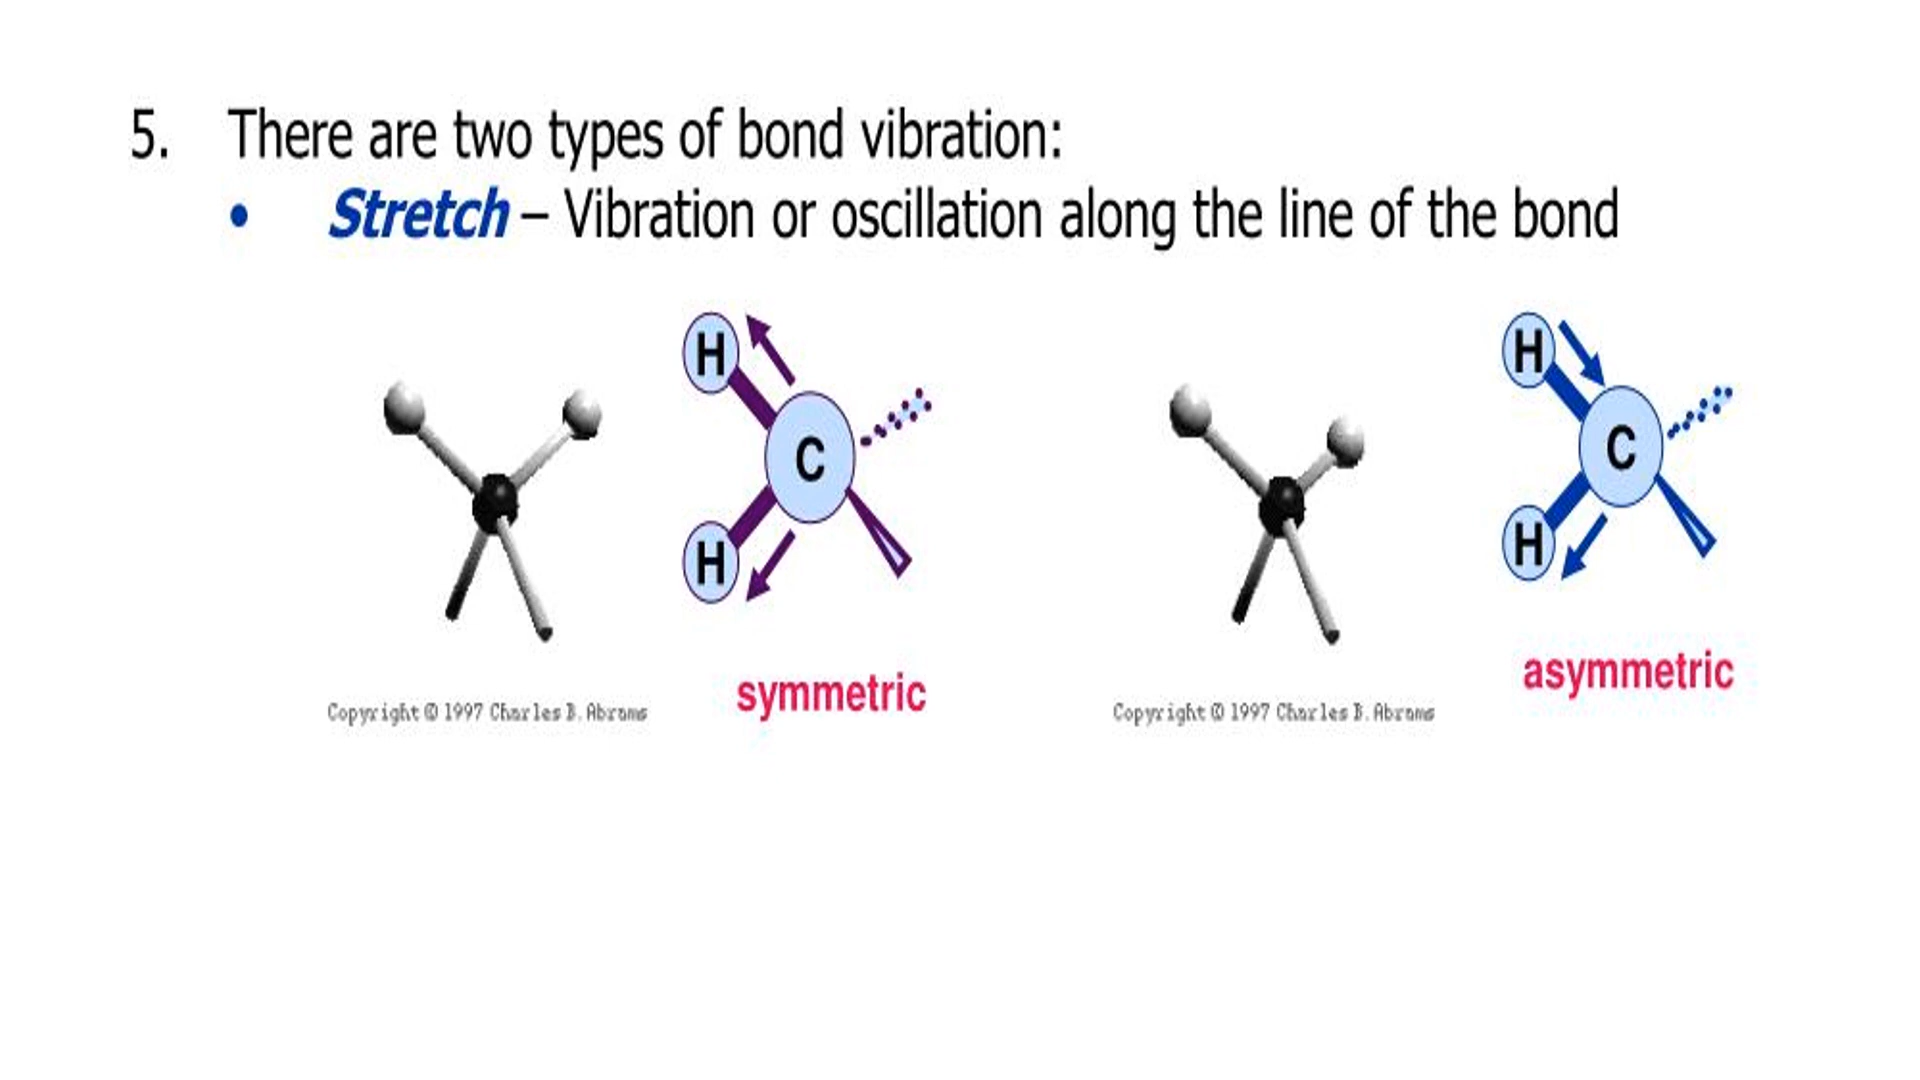 5. There are two types of bond vibration:
• Stretch – Vibration or oscillation along the line of the bond
H
C
H
symmetric
Copyright © 1997 Charles B. Abrams
H
C
H
asymmetric
Copyright © 1997 Charles B. Abrams